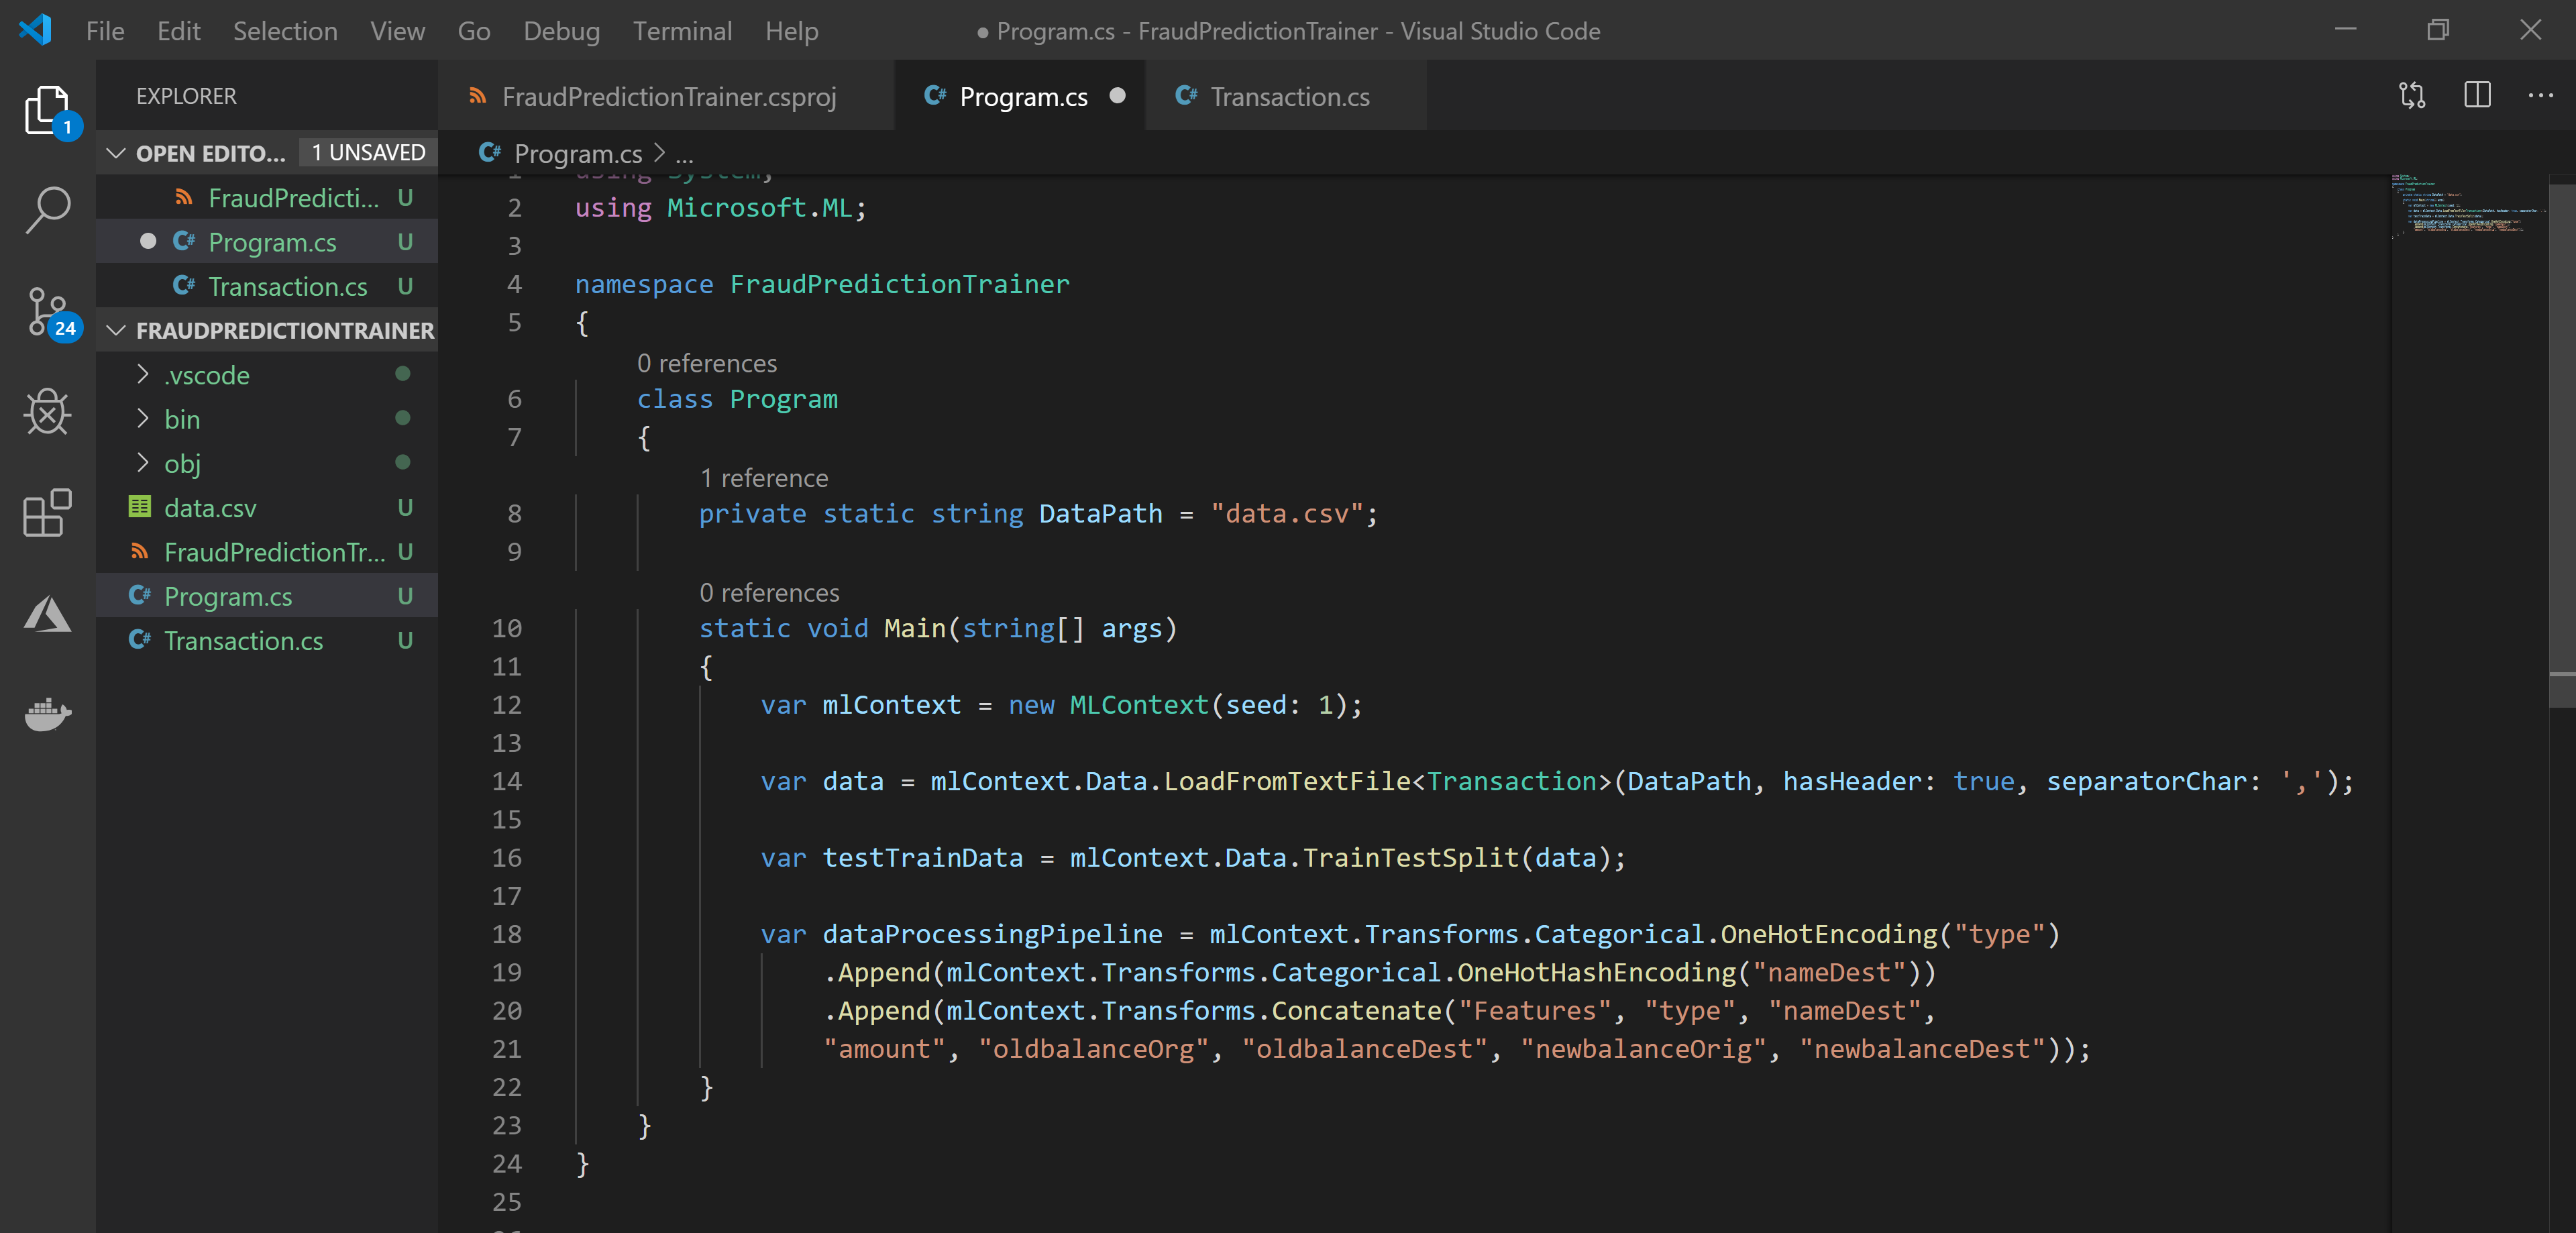 File Edit Selection View Go Debug Terminal Help ● Program.cs - FraudPredictionTrainer - Visual Studio Code
EXPLORER
OPEN EDITO... 1 UNSAVED
FraudPredicti... U
Program.cs U
Transaction.cs U
FRAUDPREDICTIONTRAINER
.vscode
bin
obj
data.csv U
FraudPredictionTr... U
Program.cs U
Transaction.cs U
1
24
FraudPredictionTrainer.csproj Program.cs Transaction.cs
Program.cs > ...
1 using System;
2 using Microsoft.ML;
3
4 namespace FraudPredictionTrainer
5 {
0 references
6 class Program
7 {
1 reference
8 private static string DataPath = "data.csv";
9
0 references
10 static void Main(string[] args)
11 {
12 var mlContext = new MLContext(seed: 1);
13
14 var data = mlContext.Data.LoadFromTextFile<Transaction>(DataPath, hasHeader: true, separatorChar: ',');
15
16 var testTrainData = mlContext.Data.TrainTestSplit(data);
17
18 var dataProcessingPipeline = mlContext.Transforms.Categorical.OneHotEncoding("type")
19 .Append(mlContext.Transforms.Categorical.OneHotHashEncoding("nameDest"))
20 .Append(mlContext.Transforms.Concatenate("Features", "type", "nameDest",
21 "amount", "oldbalanceOrg", "oldbalanceDest", "newbalanceOrig", "newbalanceDest"));
22 }
23 }
24 }
25